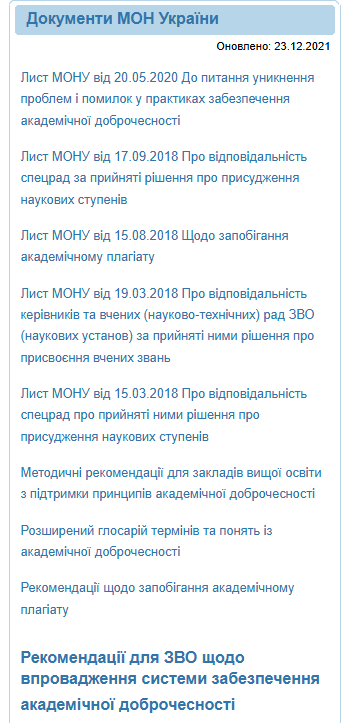 Документи МОН України
Оновлено: 23.12.2021
Лист МОНУ від 20.05.2020 До питання уникнення
проблем і помилок у практиках забезпечення
академічної доброчесності
Лист МОНУ від 17.09.2018 Про відповідальність
спецрад за прийняті рішення про присудження
наукових ступенів
Лист МОНУ від 15.08.2018 Щодо запобігання
академічному плагіату
Лист МОНУ від 19.03.2018 Про відповідальність
керівників та вчених (науково-технічних) рад ЗВО
(наукових установ) за прийняті ними рішення про
присвоєння вчених звань
Лист МОНУ від 15.03.2018 Про відповідальність
спецрад про прийняті ними рішення про
присудження наукових ступенів
Методичні рекомендації для закладів вищої освіти
з підтримки принципів академічної доброчесності
Розширений глосарій термінів та понять із
академічної доброчесності
Рекомендації щодо запобігання академічному
плагіату
Рекомендації для ЗВО щодо
впровадження системи забезпечення
академічної доброчесності